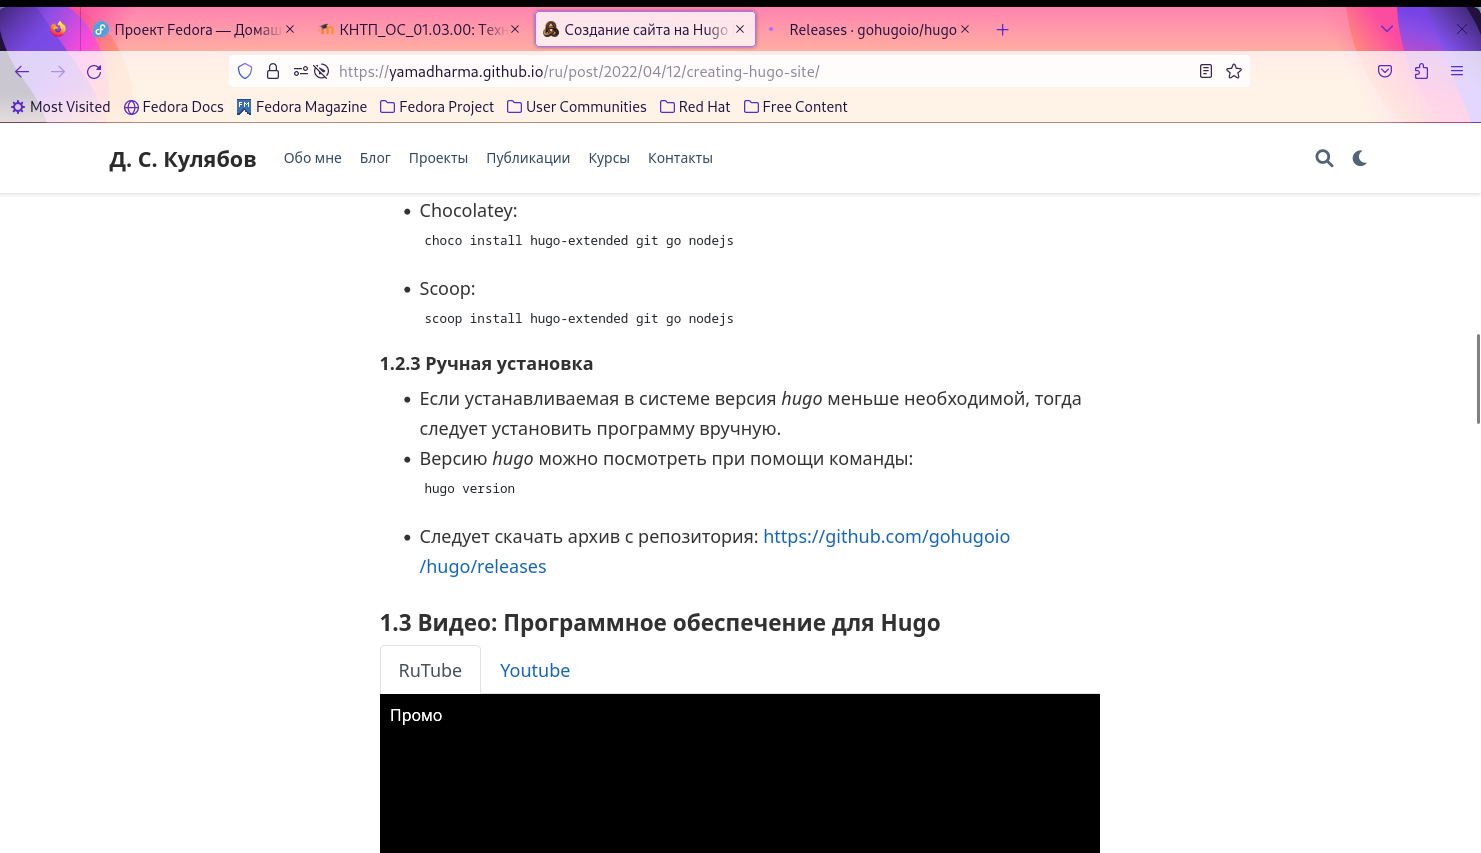 Проект Fedora — Домаш
КНТП_ОС_01.03.00: Техн
Создание сайта на Hugo
Releases · gohugoio/hugo
https://yamadharma.github.io/ru/post/2022/04/12/creating-hugo-site/
Most Visited Fedora Docs Fedora Magazine Fedora Project User Communities Red Hat Free Content
Д. С. Кулябов Обо мне Блог Проекты Публикации Курсы Контакты
• Chocolatey:
choco install hugo-extended git go nodejs
• Scoop:
scoop install hugo-extended git go nodejs
1.2.3 Ручная установка
• Если устанавливаемая в системе версия hugo меньше необходимой, тогда
следует установить программу вручную.
• Версию hugo можно посмотреть при помощи команды:
hugo version
• Следует скачать архив с репозитория: https://github.com/gohugoio
/hugo/releases
1.3 Видео: Программное обеспечение для Hugo
RuTube Youtube
Промо